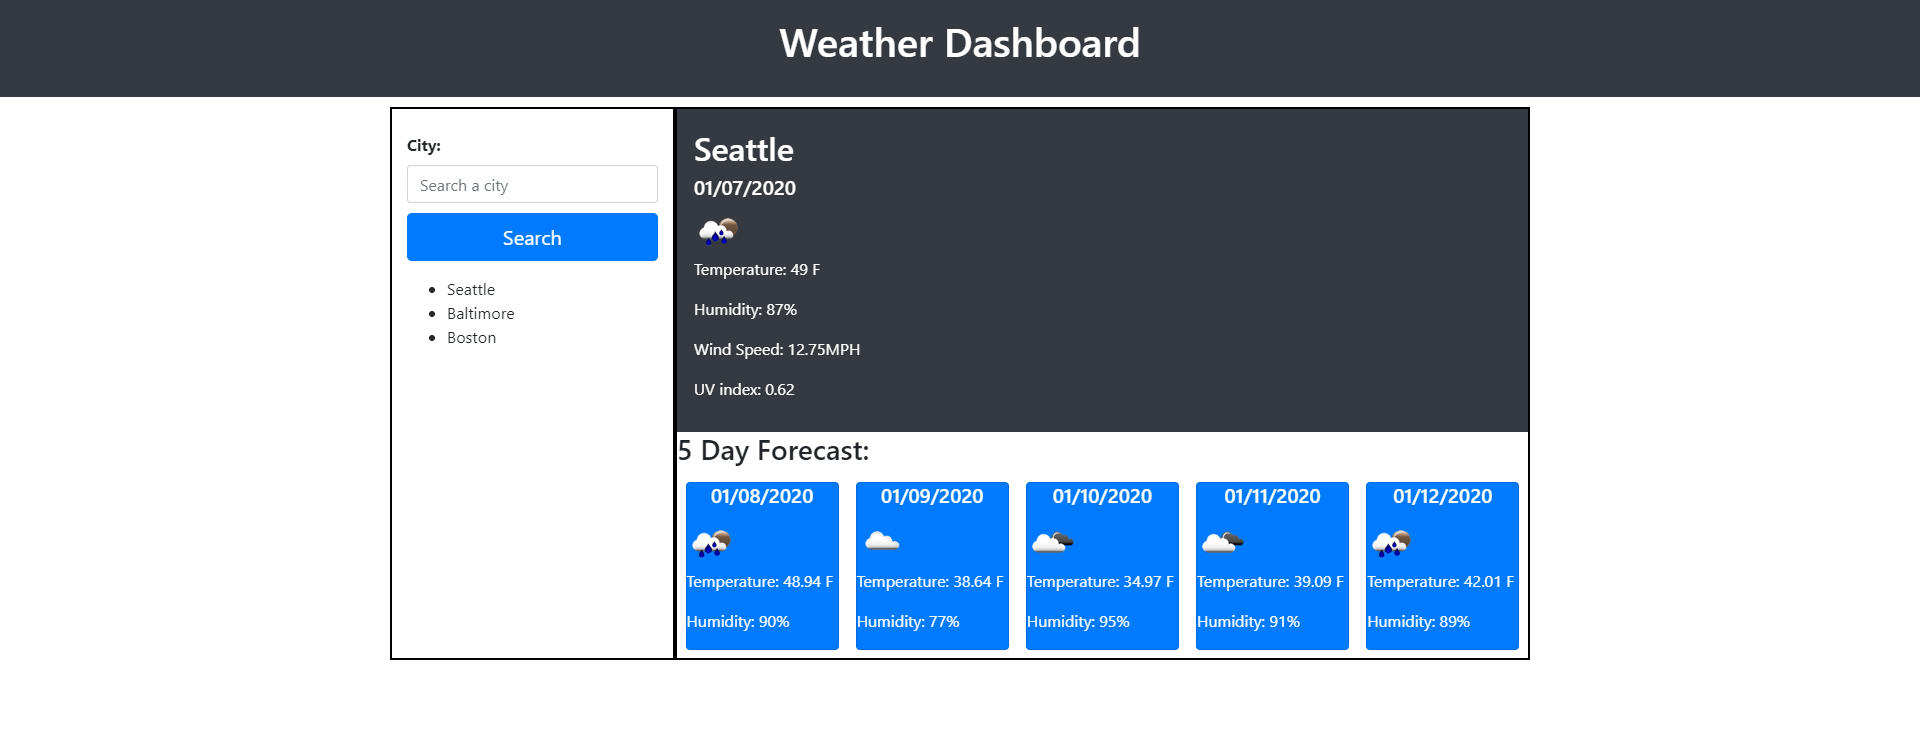 Weather Dashboard
City:
Search a city
Search
Seattle
Baltimore
Boston
Seattle
01/07/2020
Temperature: 49 F
Humidity: 87%
Wind Speed: 12.75MPH
UV index: 0.62
5 Day Forecast:
01/08/2020
Temperature: 48.94 F
Humidity: 90%
01/09/2020
Temperature: 38.64 F
Humidity: 77%
01/10/2020
Temperature: 34.97 F
Humidity: 95%
01/11/2020
Temperature: 39.09 F
Humidity: 91%
01/12/2020
Temperature: 42.01 F
Humidity: 89%